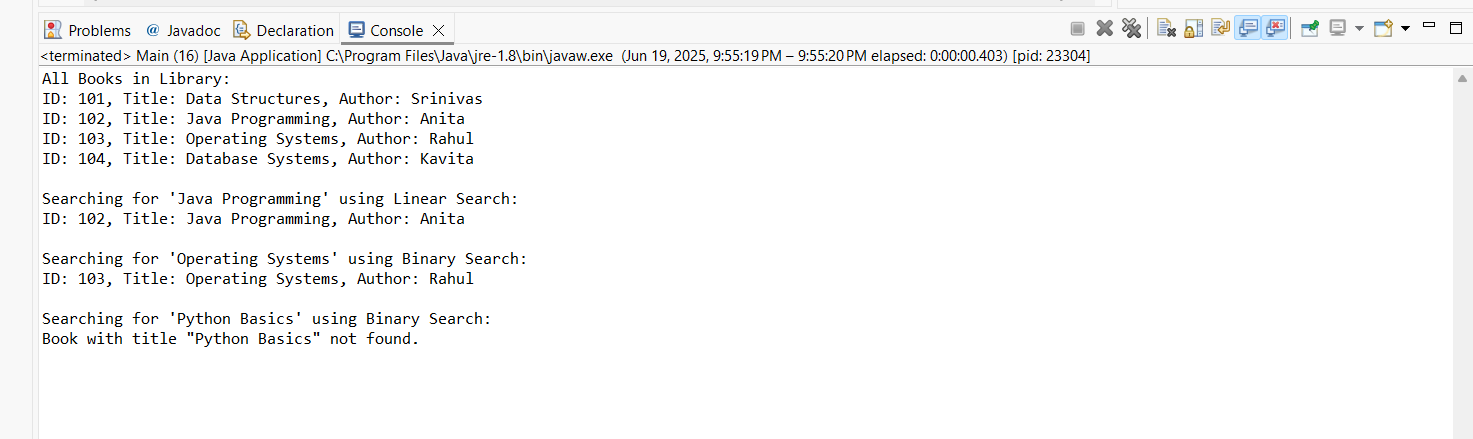 Problems @ Javadoc Declaration Console
<terminated> Main (16) [Java Application] C:\Program Files\Java\jre-1.8\bin\javaw.exe (Jun 19, 2025, 9:55:19 PM – 9:55:20 PM elapsed: 0:00:00.403) [pid: 23304]
All Books in Library:
ID: 101, Title: Data Structures, Author: Srinivas
ID: 102, Title: Java Programming, Author: Anita
ID: 103, Title: Operating Systems, Author: Rahul
ID: 104, Title: Database Systems, Author: Kavita
Searching for 'Java Programming' using Linear Search:
ID: 102, Title: Java Programming, Author: Anita
Searching for 'Operating Systems' using Binary Search:
ID: 103, Title: Operating Systems, Author: Rahul
Searching for 'Python Basics' using Binary Search:
Book with title "Python Basics" not found.